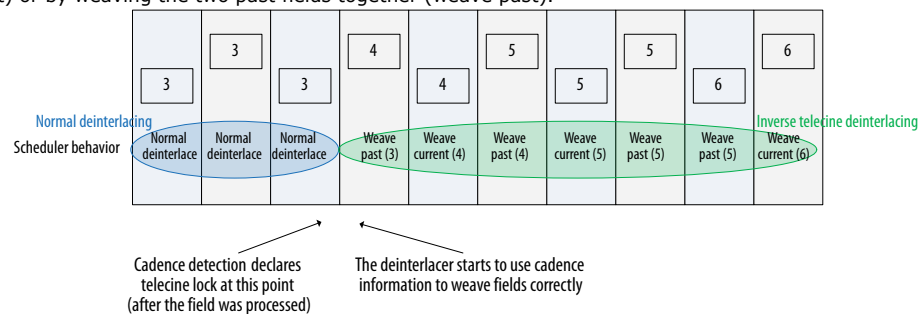 t) or by weaving the two past fields together (weave past).
3 4 5 5 6
3 3 4 5 6
Normal deinterlacing
Inverse telecine deinterlacing
Scheduler behavior
Normal
deinterlace
Normal
deinterlace
Normal
deinterlace
Weave
past (3)
Weave
current (4)
Weave
past (4)
Weave
current (5)
Weave
past (5)
Weave
past (5)
Weave
current (6)
Cadence detection declares
telecine lock at this point
(after the field was processed)
The deinterlacer starts to use cadence
information to weave fields correctly